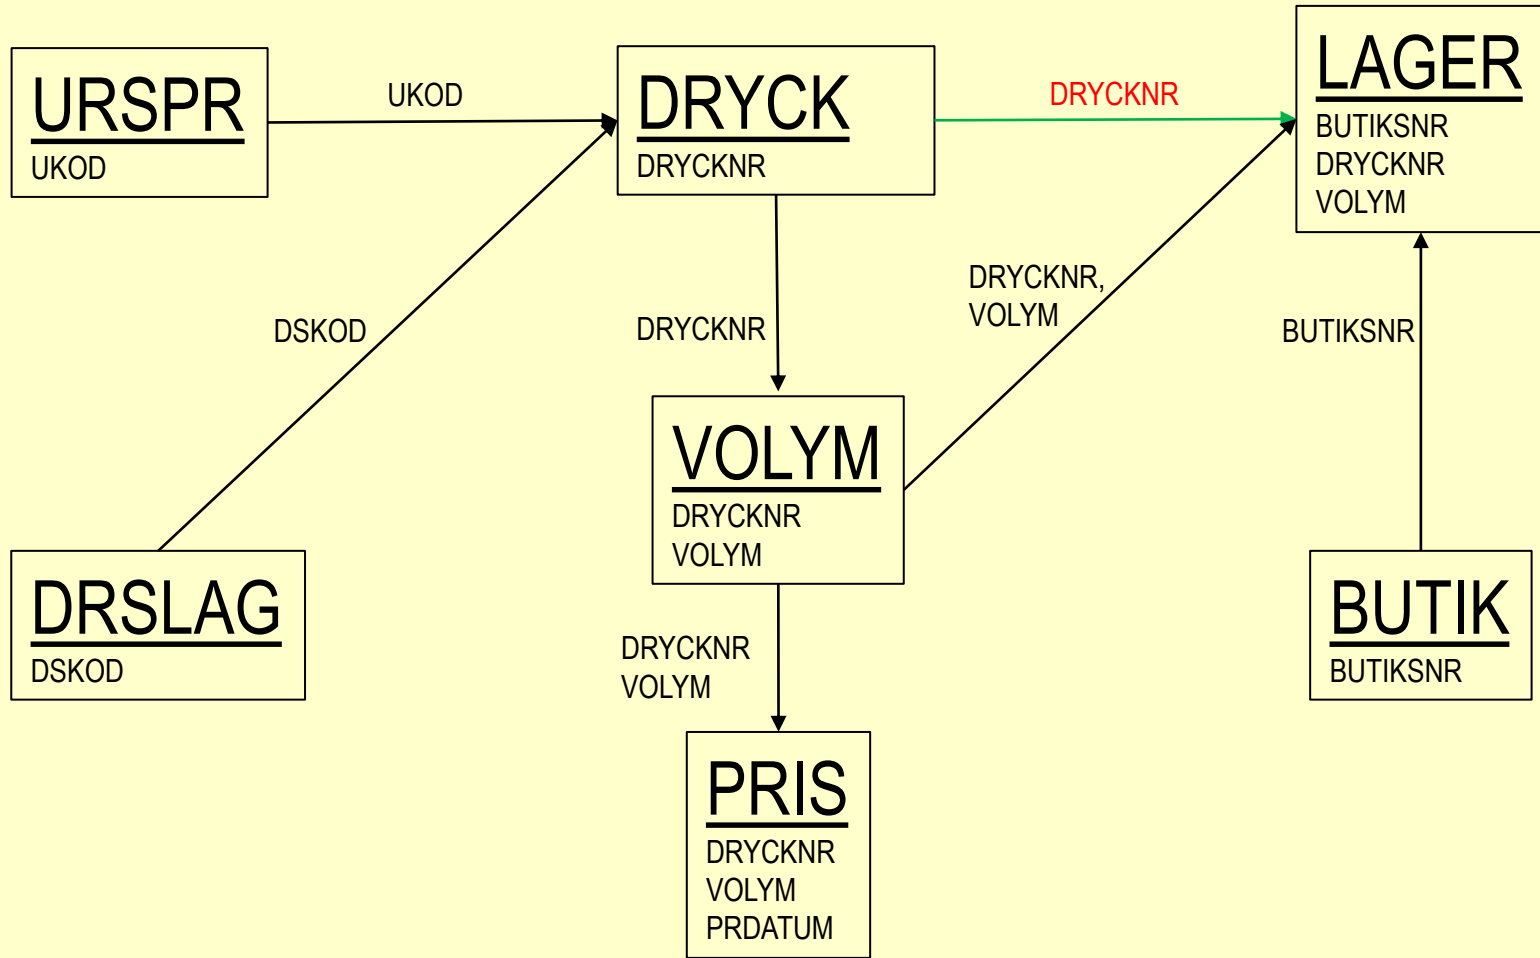 URSPR
UKOD
UKOD
DRYCK
DRYCKNR
DRYCKNR
LAGER
BUTIKSNR
DRYCKNR
VOLYM
DSKOD
DRYCKNR
DRYCKNR,
VOLYM
BUTIKSNR
VOLYM
DRYCKNR
VOLYM
DRSLAG
DSKOD
DRYCKNR
VOLYM
BUTIK
BUTIKSNR
PRIS
DRYCKNR
VOLYM
PRDATUM